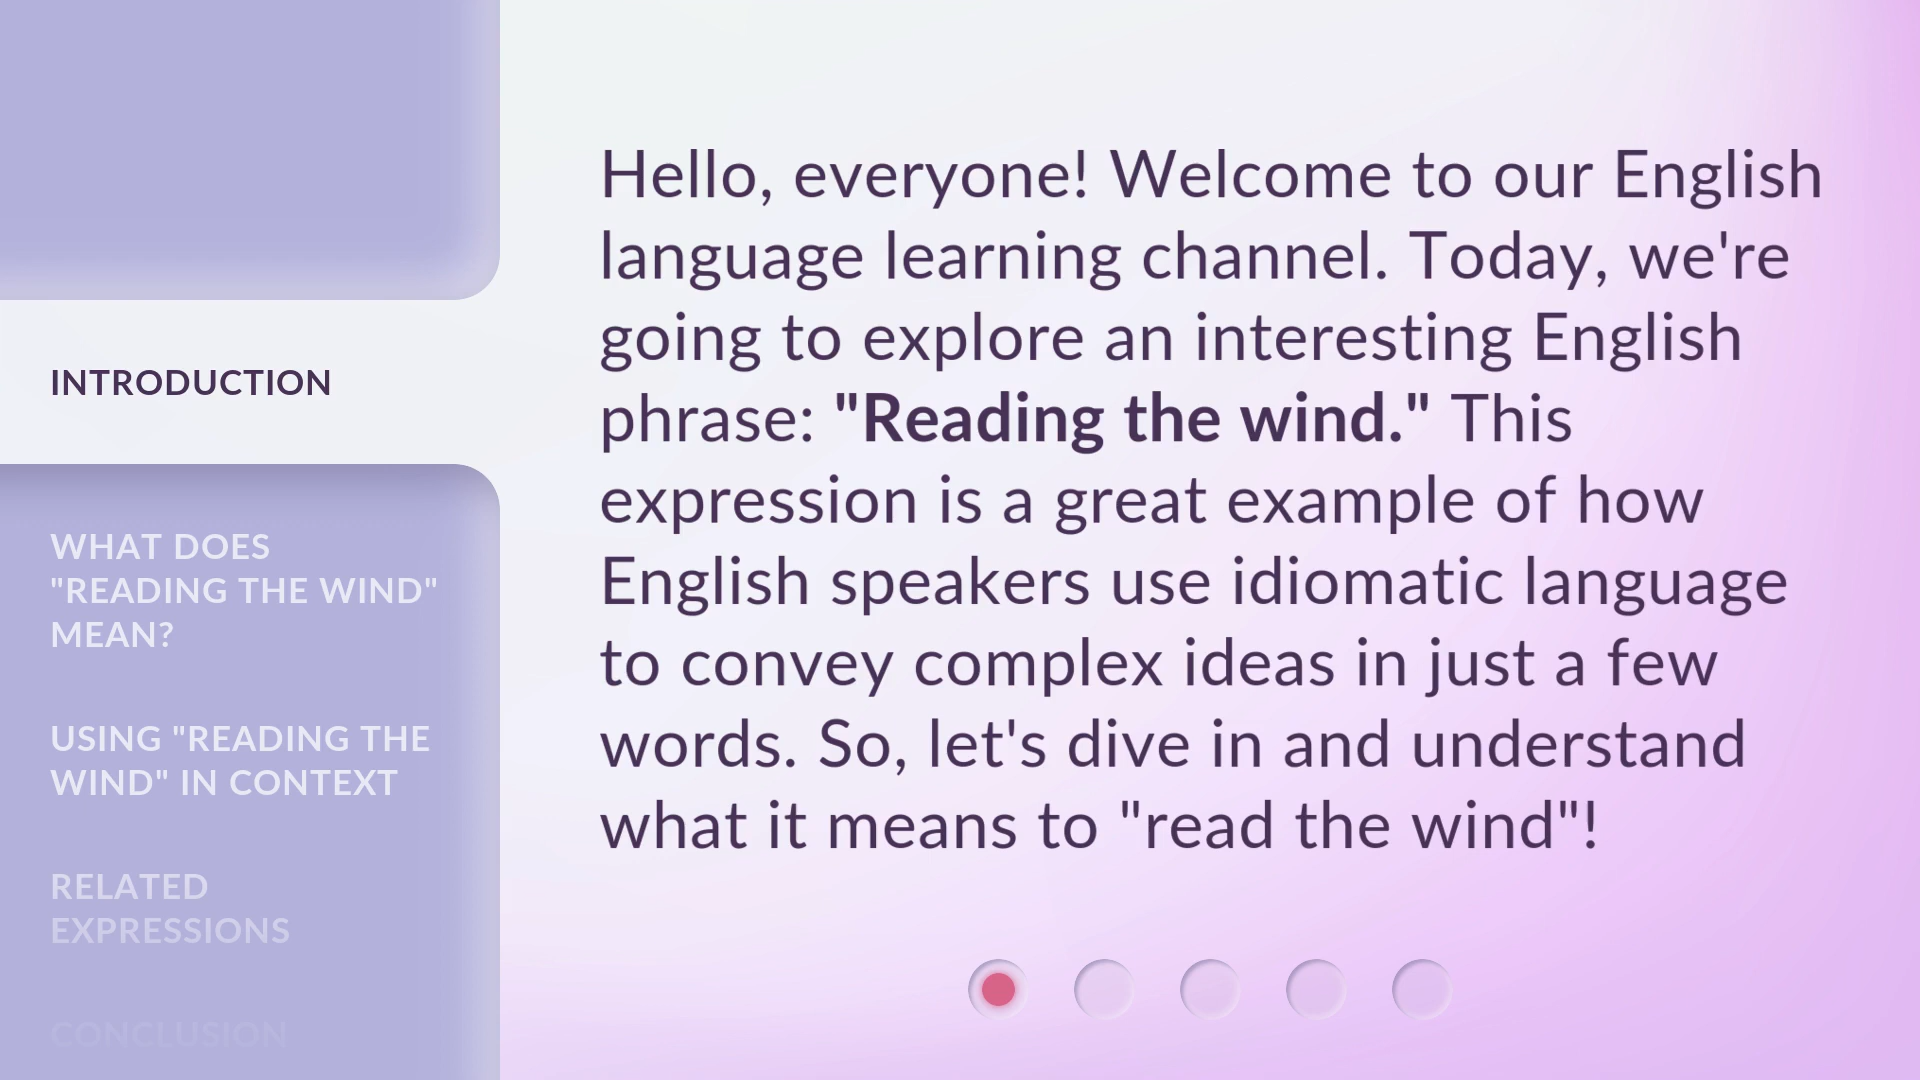 INTRODUCTION
WHAT DOES
"READING THE WIND"
MEAN?
USING "READING THE
WIND" IN CONTEXT
RELATED
EXPRESSIONS
CONCLUSION
Hello, everyone! Welcome to our English
language learning channel. Today, we're
going to explore an interesting English
phrase: "Reading the wind." This
expression is a great example of how
English speakers use idiomatic language
to convey complex ideas in just a few
words. So, let's dive in and understand
what it means to "read the wind"!